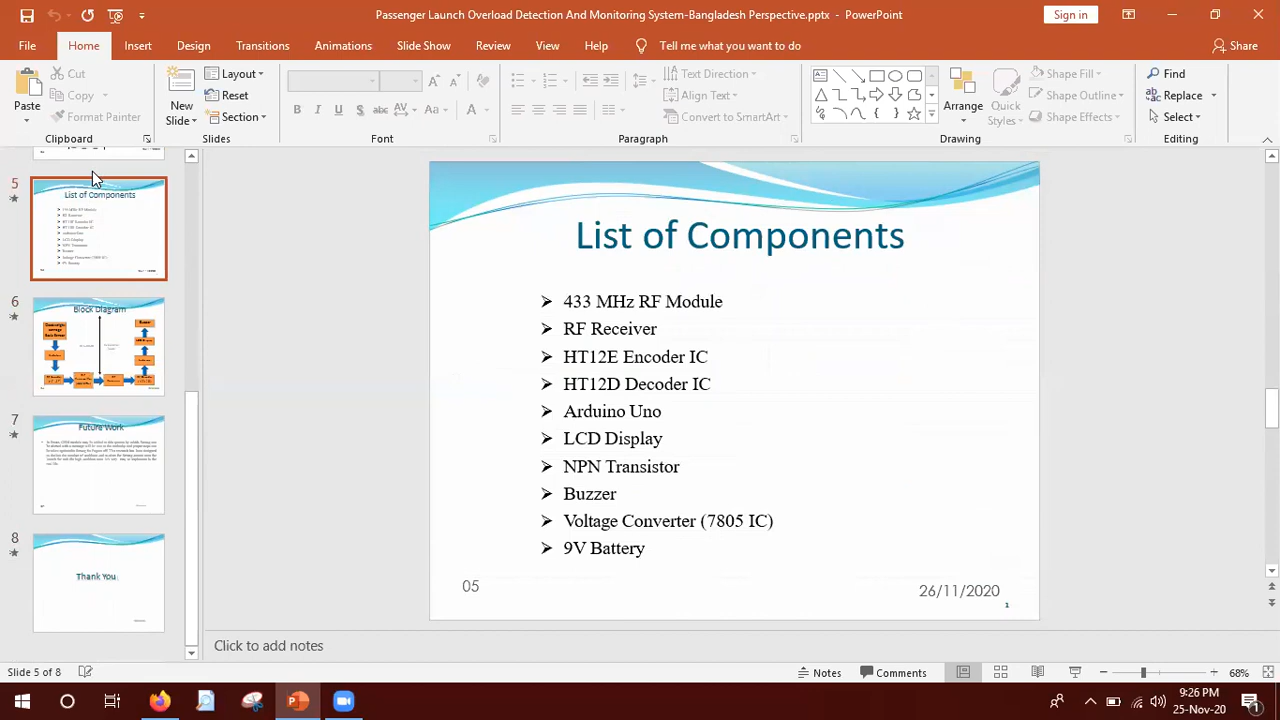 Passenger Launch Overload Detection And Monitoring System-Bangladesh Perspective.pptx - PowerPoint
Sign in
File Home Insert Design Transitions Animations Slide Show Review View Help Tell me what you want to do Share
Paste
Cut
Copy
Format Painter
Clipboard
New
Slide
Layout
Reset
Section
Slides
Font
Text Direction
Align Text
Convert to SmartArt
Paragraph
Arrange
Quick
Styles
Shape Fill
Shape Outline
Shape Effects
Drawing
Find
Replace
Select
Editing
5
List of Components
6
Block Diagram
7
Future Work
8
Thank You
List of Components
433 MHz RF Module
RF Receiver
HT12E Encoder IC
HT12D Decoder IC
Arduino Uno
LCD Display
NPN Transistor
Buzzer
Voltage Converter (7805 IC)
9V Battery
05
26/11/2020
1
Click to add notes
Slide 5 of 8
Notes
Comments
68%
9:26 PM
25-Nov-20